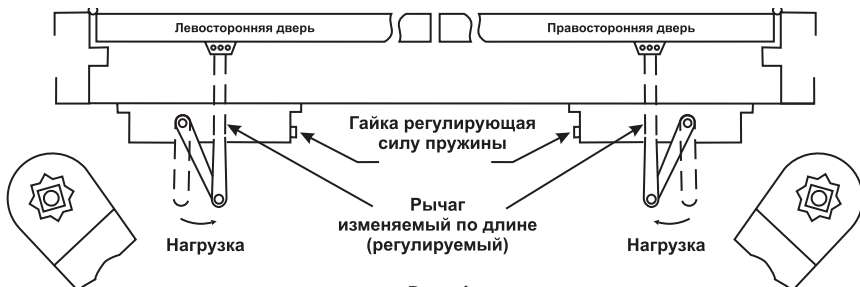 Левосторонняя дверь
Правосторонняя дверь
Гайка регулирующая
силу пружины
Рычаг
изменяемый по длине
(регулируемый)
Нагрузка
Нагрузка